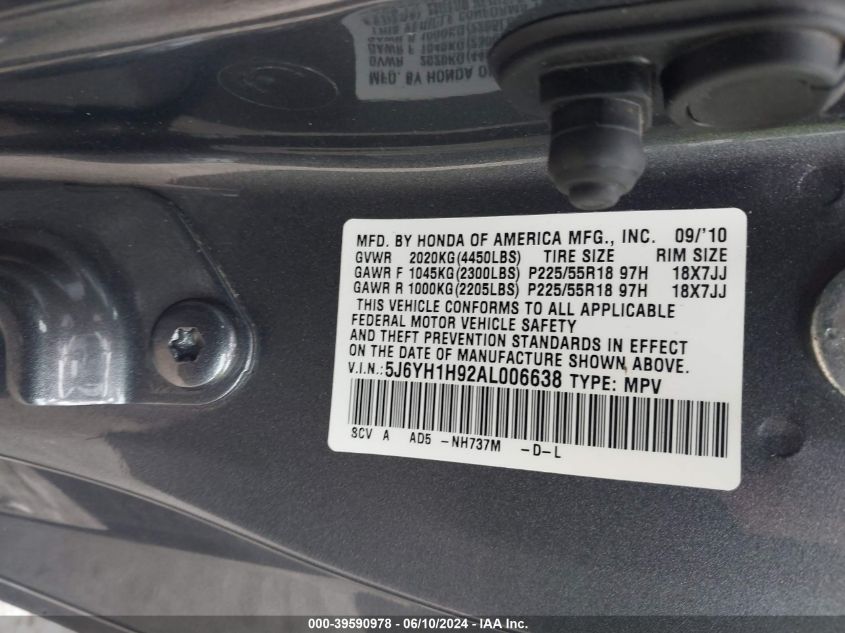 MFD. BY HONDA OF AMERICA MFG., INC. 09/'10
GVWR 2020KG(4450LBS) TIRE SIZE RIM SIZE
GAWR F 1045KG(2300LBS) P225/55R18 97H 18X7JJ
GAWR R 1000KG(2205LBS) P225/55R18 97H 18X7JJ
THIS VEHICLE CONFORMS TO ALL APPLICABLE
FEDERAL MOTOR VEHICLE SAFETY
AND THEFT PREVENTION STANDARDS IN EFFECT
ON THE DATE OF MANUFACTURE SHOWN ABOVE.
V.I.N.: 5J6YH1H92AL006638 TYPE: MPV
SCV A AD5 -NH737M -D-L
000-39590978 - 06/10/2024 - IAAI.COM